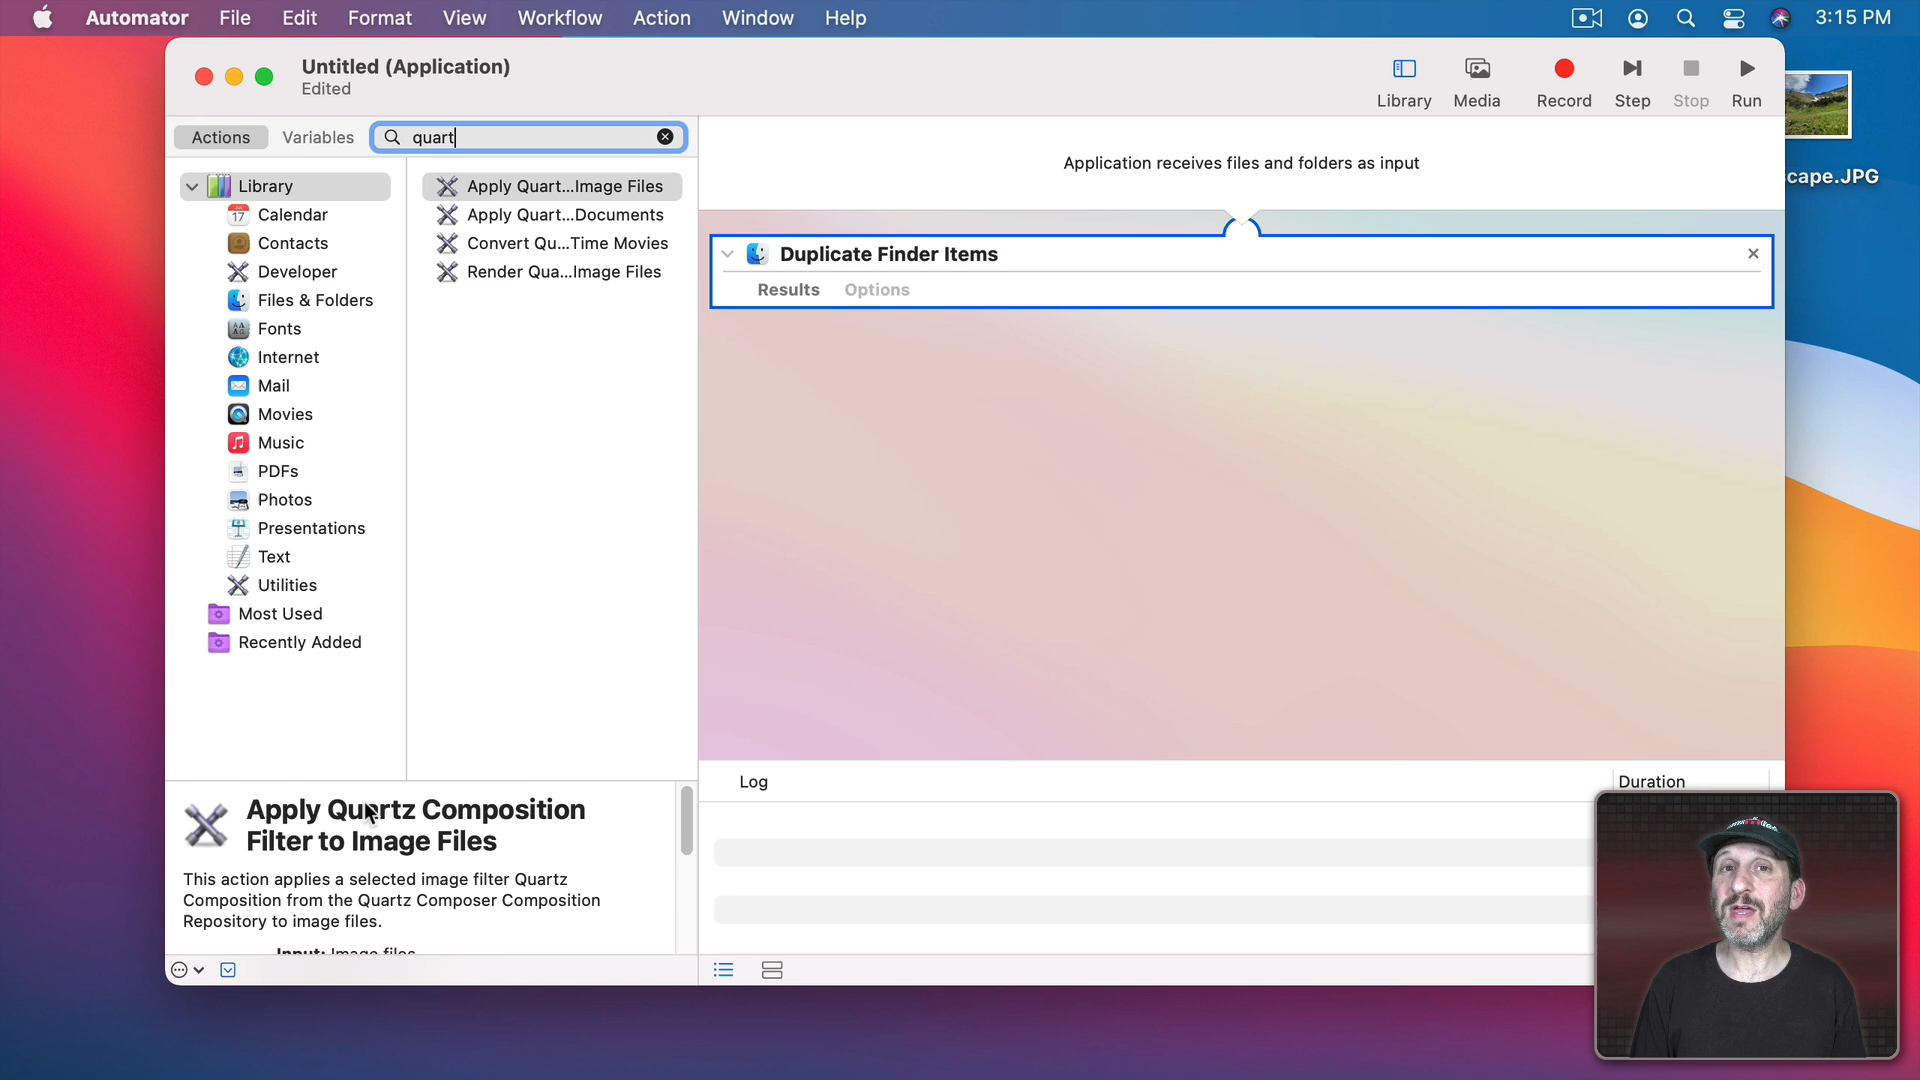 Automator File Edit Format View Workflow Action Window Help 3:15 PM
Untitled (Application)
Edited
Library Media Record Step Stop Run
Actions Variables quart
Application receives files and folders as input
cape.JPG
Library
Calendar
Contacts
Developer
Files & Folders
Fonts
Internet
Mail
Movies
Music
PDFs
Photos
Presentations
Text
Utilities
Most Used
Recently Added
Apply Quart...Image Files
Apply Quart...Documents
Convert Qu...Time Movies
Render Qua...Image Files
Duplicate Finder Items
Results Options
Log Duration
Apply Quartz Composition
Filter to Image Files
This action applies a selected image filter Quartz
Composition from the Quartz Composer Composition
Repository to image files.
Input: Image files
17